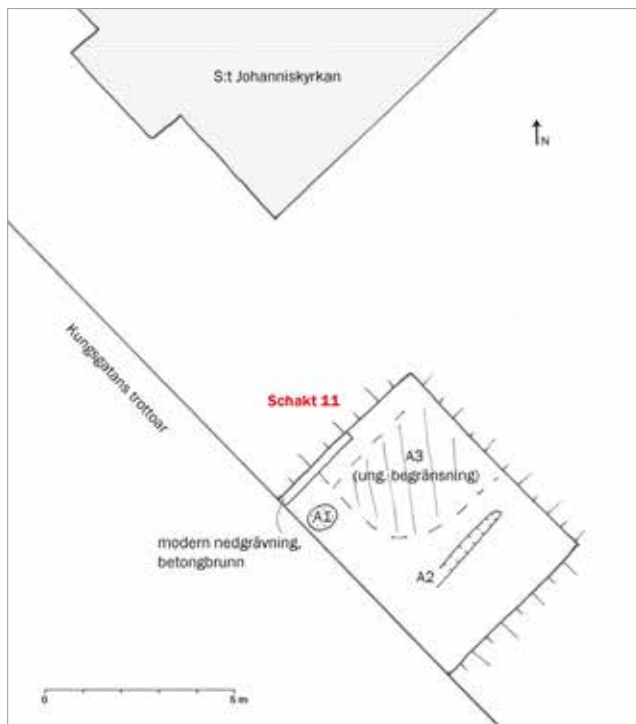 S:t Johanniskyrkan
N
Kungsgatans trottoar
Schakt 11
A3
(ung. begränsning)
A1
modern nedgrävning,
betongbrunn
A2
0
5 m